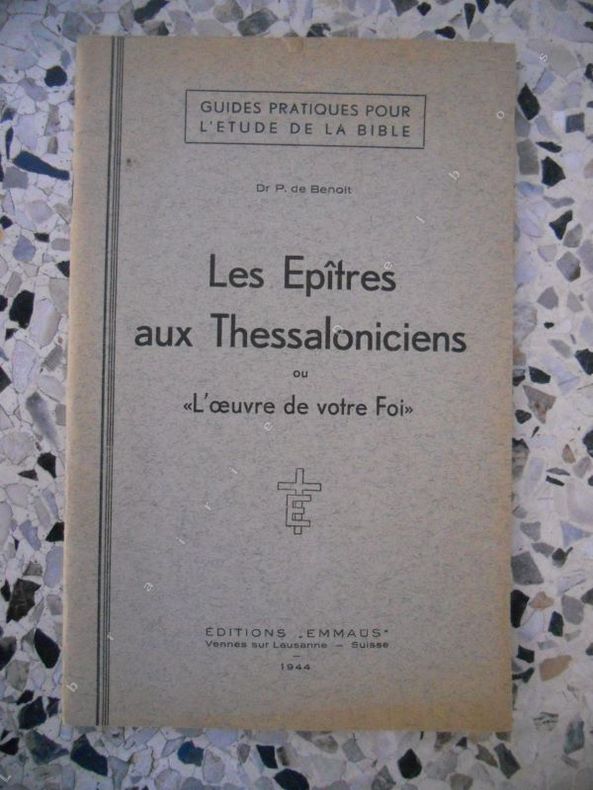 GUIDES PRATIQUES POUR
L'ETUDE DE LA BIBLE
Dr P. de Benoit
Les Epîtres
aux Thessaloniciens
ou
«L'œuvre de votre Foi»
E
ÉDITIONS „EMMAÜS"
Vennes sur Lausanne — Suisse
—
1944